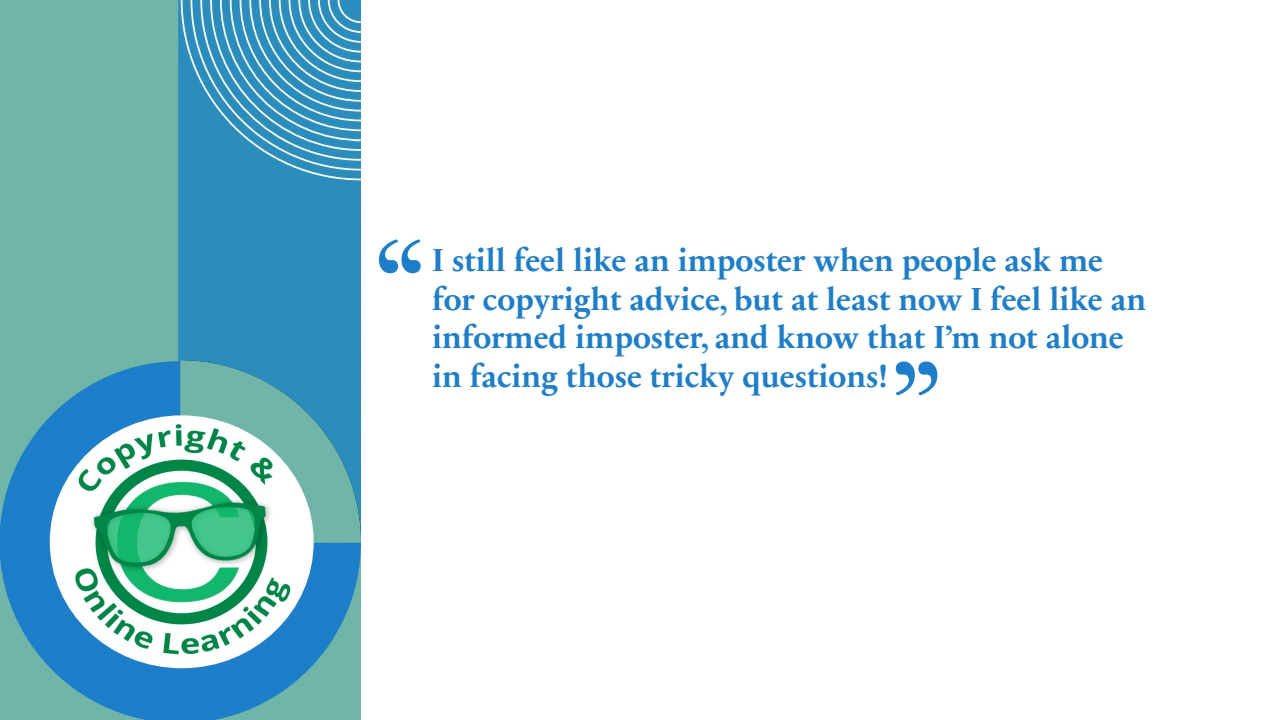 “I still feel like an imposter when people ask me
for copyright advice, but at least now I feel like an
informed imposter, and know that I’m not alone
in facing those tricky questions!”
Copyright &
C
Online Learning